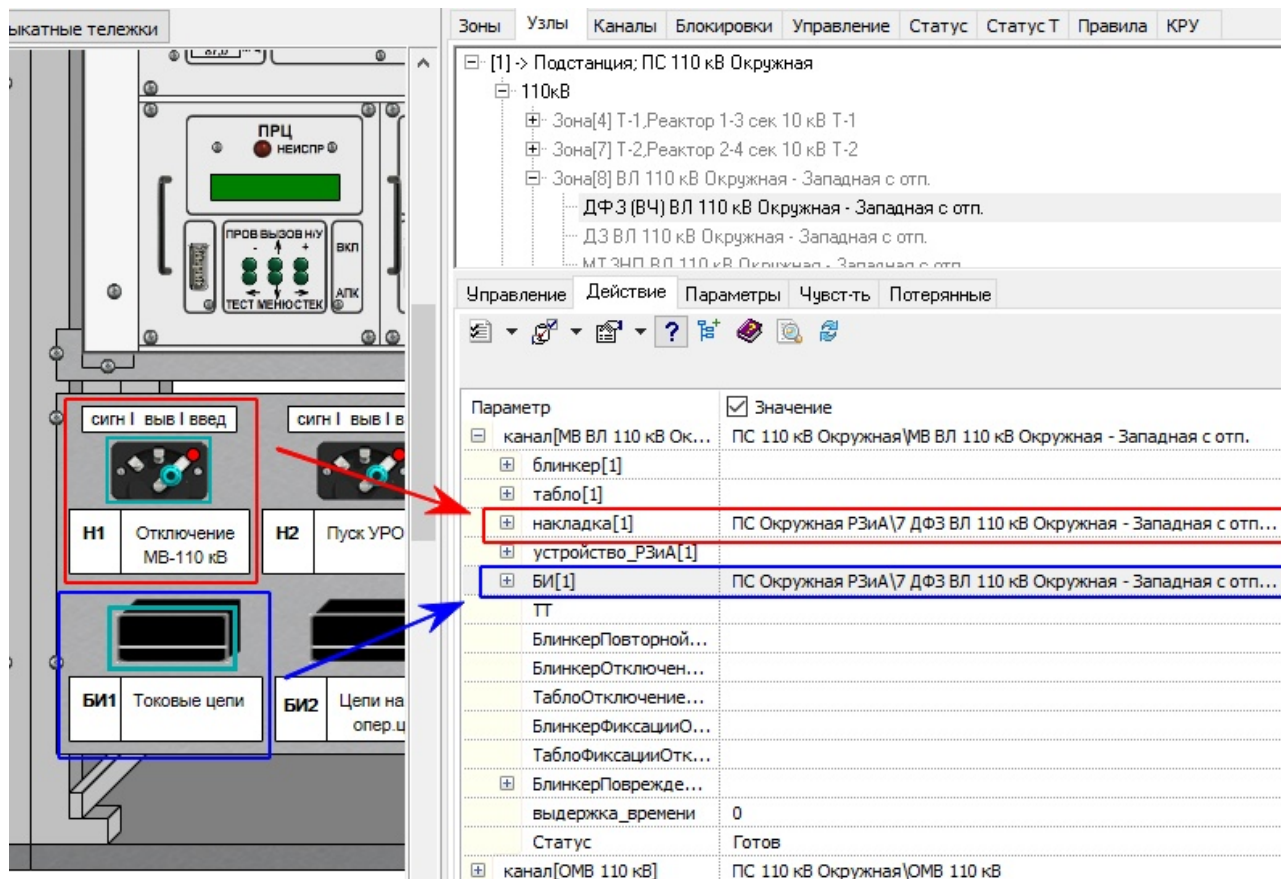 ыкатные тележки
ПРЦ
НЕИСПР
ПРОВ ВЫЗОВ Н/У
- +
ВКЛ
ТЕСТ МЕНЮ СТЕК
АПК
сигн I выв I введ
сигн I выв I в
Н1 Отключение МВ-110 кВ
Н2 Пуск УРО
БИ1 Токовые цепи
БИ2 Цепи на опер.ц
Зоны Узлы Каналы Блокировки Управление Статус Статус Т Правила КРУ
[1] -> Подстанция; ПС 110 кВ Окружная
110кВ
Зона[4] Т-1,Реактор 1-3 сек 10 кВ Т-1
Зона[7] Т-2,Реактор 2-4 сек 10 кВ Т-2
Зона[8] ВЛ 110 кВ Окружная - Западная с отп.
ДФЗ (ВЧ) ВЛ 110 кВ Окружная - Западная с отп.
ДЗ ВЛ 110 кВ Окружная - Западная с отп.
МТЗНП ВЛ 110 кВ Окружная - Западная с отп.
Управление Действие Параметры Чувст-ть Потерянные
Параметр Значение
канал[МВ ВЛ 110 кВ Ок... ПС 110 кВ Окружная\МВ ВЛ 110 кВ Окружная - Западная с отп.
блинкер[1]
табло[1]
накладка[1] ПС Окружная РЗиА\7 ДФЗ ВЛ 110 кВ Окружная - Западная с отп...
устройство_РЗиА[1]
БИ[1] ПС Окружная РЗиА\7 ДФЗ ВЛ 110 кВ Окружная - Западная с отп...
ТТ
БлинкерПовторной...
БлинкерОтключен...
ТаблоОтключение...
БлинкерФиксацииО...
ТаблоФиксацииОтк...
БлинкерПоврежде...
выдержка_времени 0
Статус Готов
канал[ОМВ 110 кВ] ПС 110 кВ Окружная\ОМВ 110 кВ